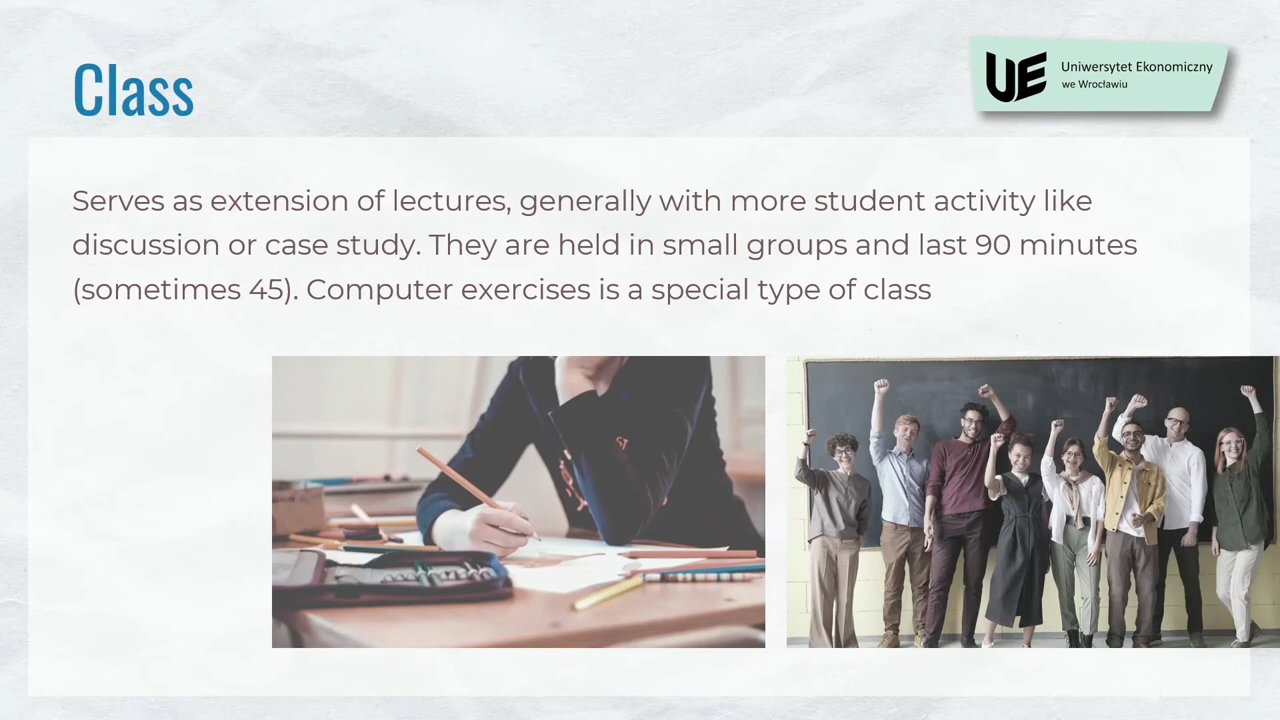 Class
UE
Uniwersytet Ekonomiczny
we Wrocławiu
Serves as extension of lectures, generally with more student activity like
discussion or case study. They are held in small groups and last 90 minutes
(sometimes 45). Computer exercises is a special type of class